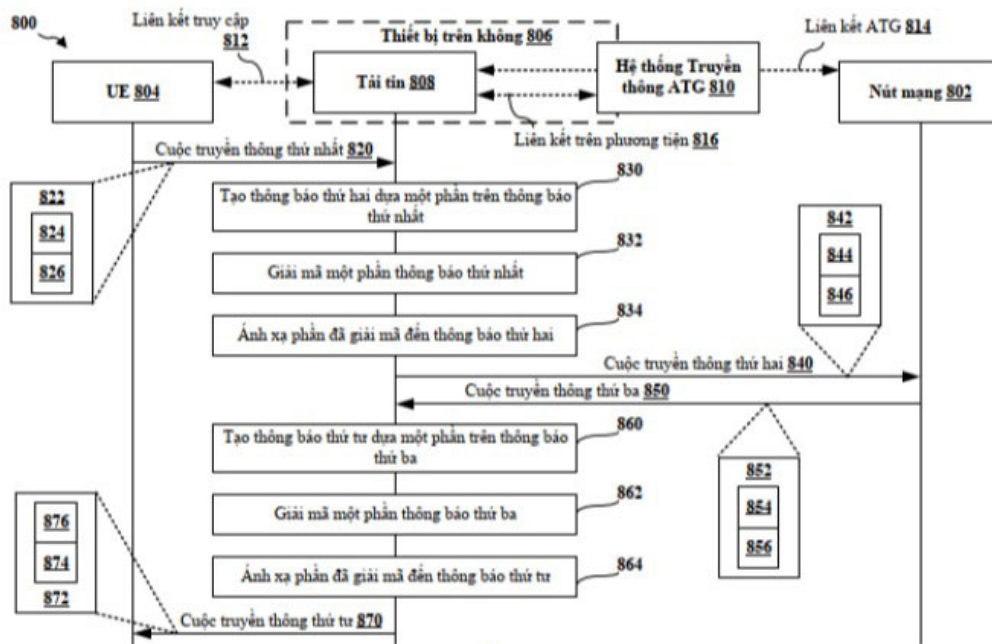 800
Liên kết truy cập
812
Thiết bị trên không 806
Liên kết ATG 814
UE 804
Tải tin 808
Hệ thống Truyền
thông ATG 810
Nút mạng 802
Liên kết trên phương tiện 816
Cuộc truyền thông thứ nhất 820
822
824
826
830
Tạo thông báo thứ hai dựa một phần trên thông báo
thứ nhất
832
Giải mã một phần thông báo thứ nhất
834
Ánh xạ phần đã giải mã đến thông báo thứ hai
842
844
846
Cuộc truyền thông thứ hai 840
Cuộc truyền thông thứ ba 850
860
Tạo thông báo thứ tư dựa một phần trên thông báo
thứ ba
852
854
856
862
Giải mã một phần thông báo thứ ba
864
Ánh xạ phần đã giải mã đến thông báo thứ tư
876
874
872
Cuộc truyền thông thứ tư 870